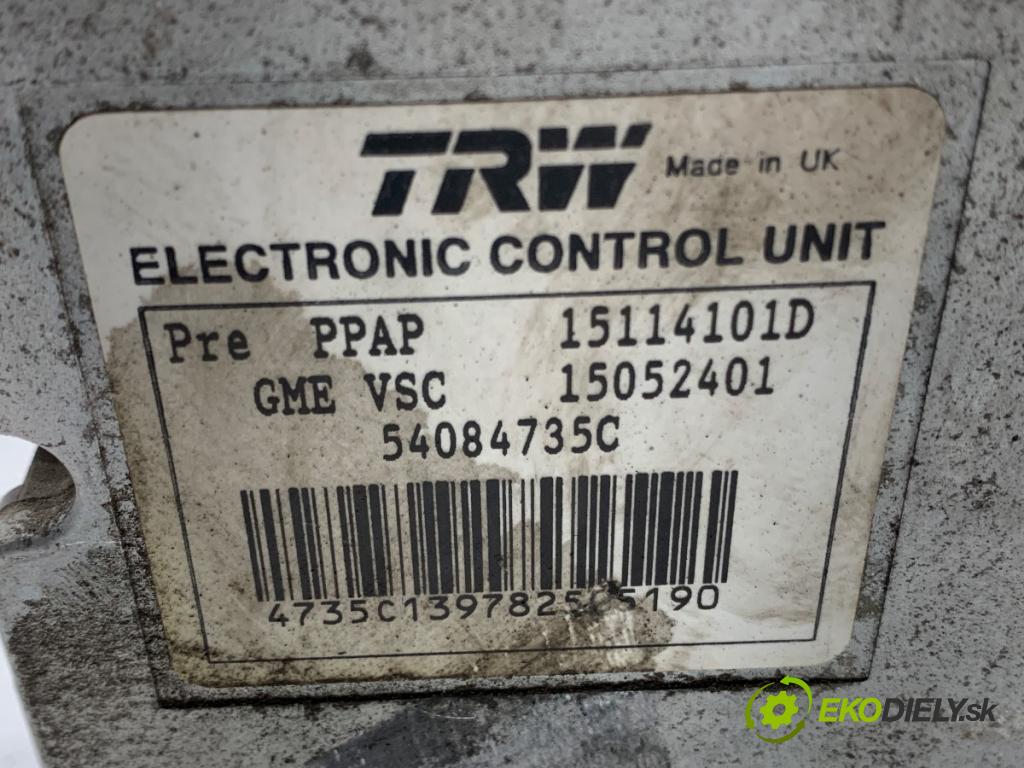 TRW Made in UK
ELECTRONIC CONTROL UNIT
Pre PPAP 15114101D
GME VSC 15052401
54084735C
EKODIELY.sk